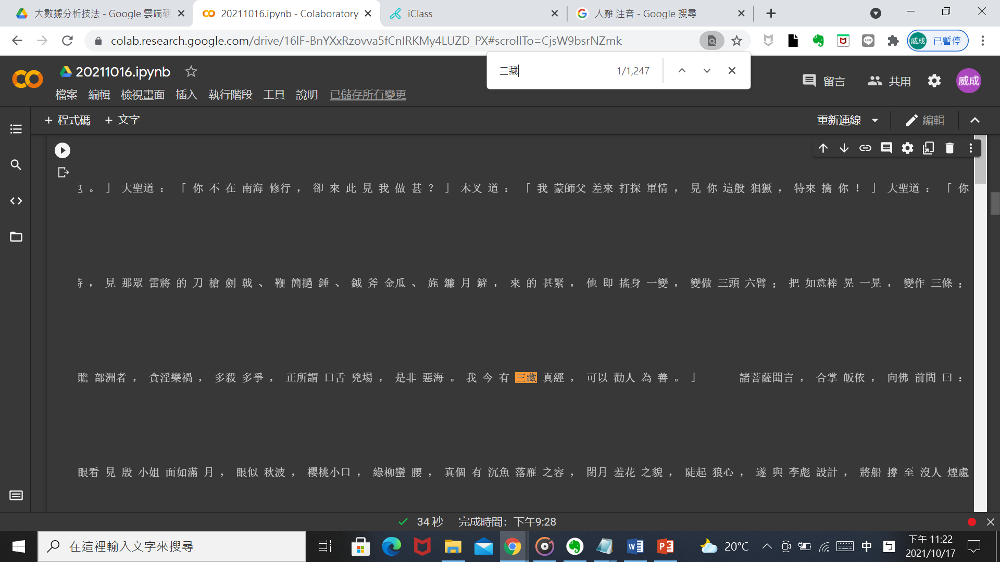 大數據分析技法 - Google 雲端硬
20211016.ipynb - Colaboratory
iClass
人難 注音 - Google 搜尋
colab.research.google.com/drive/16lF-BnYXxRzovva5fCnIRKMy4LUZD_PX#scrollTo=CjsW9bsrNZmk
威成 已暫停
三藏 1/1,247
20211016.ipynb
留言 共用 威成
檔案 編輯 檢視畫面 插入 執行階段 工具 說明 已儲存所有變更
+ 程式碼 + 文字 重新連線 編輯
。 」 大聖道 ： 「 你 不 在 南海 修行 ， 卻 來 此 見 我 做 甚 ？ 」 木叉 道 ： 「 我 蒙師父 差來 打探 軍情 ， 見 你 這般 猖獗 ， 特來 擒 你 ！ 」 大聖道 ： 「 你
， 見 那眾 雷將 的 刀 槍 劍 戟 、 鞭 簡撾 錘 、 鉞 斧 金瓜 、 旄 鐮 月 鏟 ， 來 的 甚緊 ， 他 即 搖身 一變 ， 變做 三頭 六臂 ； 把 如意棒 晃 一晃 ， 變作 三條 ；
贍 部洲者 ， 貪淫樂禍 ， 多殺 多爭 ， 正所謂 口舌 兇場 ， 是非 惡海 。 我 今 有 三藏 真經 ， 可以 勸人 為 善 。 」 諸菩薩聞言 ， 合掌 皈依 ， 向佛 前問 曰 ：
眼看 見 殷 小姐 面如滿 月 ， 眼似 秋波 ， 櫻桃小口 ， 綠柳蠻 腰 ， 真個 有 沉魚 落雁 之容 ， 閉月 羞花 之貌 ， 陡起 狼心 ， 遂 與 李彪 設計 ， 將船 撐 至 沒人 煙處
34 秒 完成時間： 下午9:28
在這裡輸入文字來搜尋
20°C
中
ㄅ
下午 11:22
2021/10/17